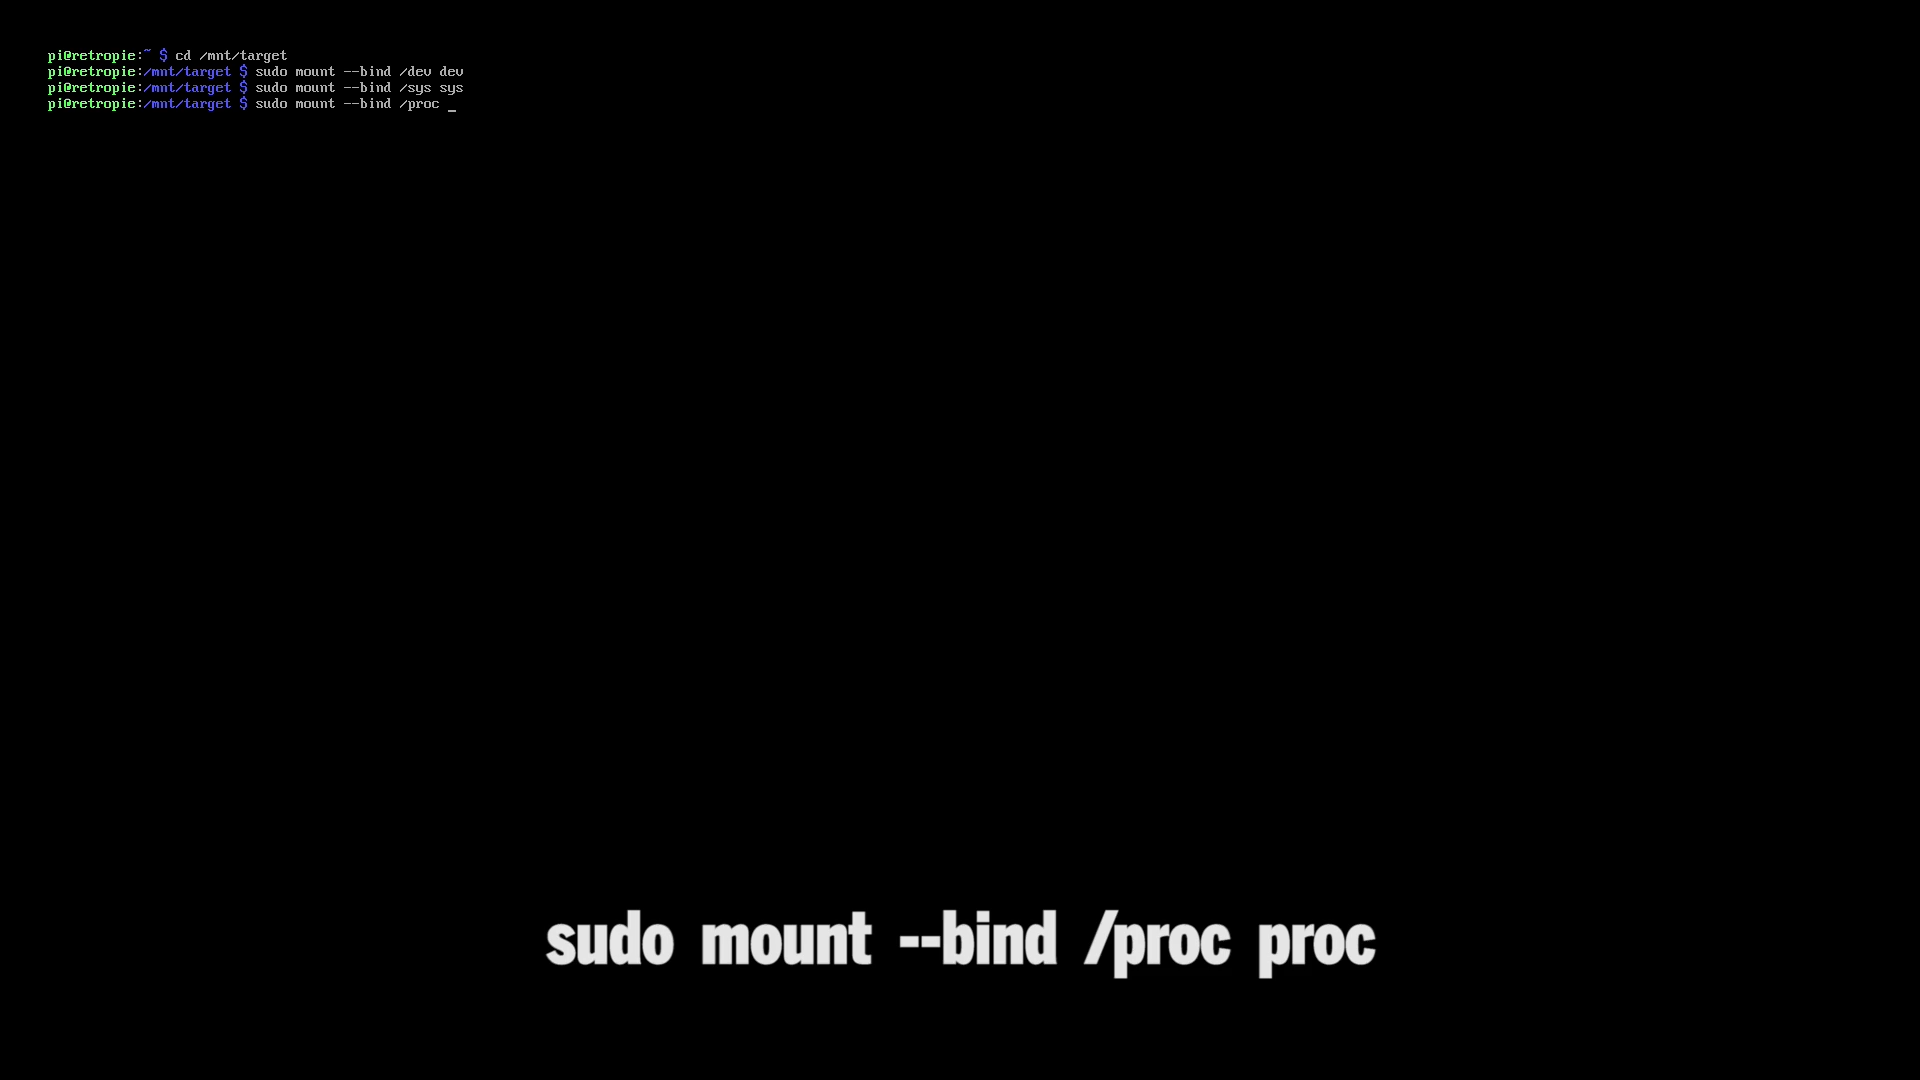 pi@retropie:~ $ cd /mnt/target
pi@retropie:/mnt/target $ sudo mount --bind /dev dev
pi@retropie:/mnt/target $ sudo mount --bind /sys sys
pi@retropie:/mnt/target $ sudo mount --bind /proc _
sudo mount --bind /proc proc